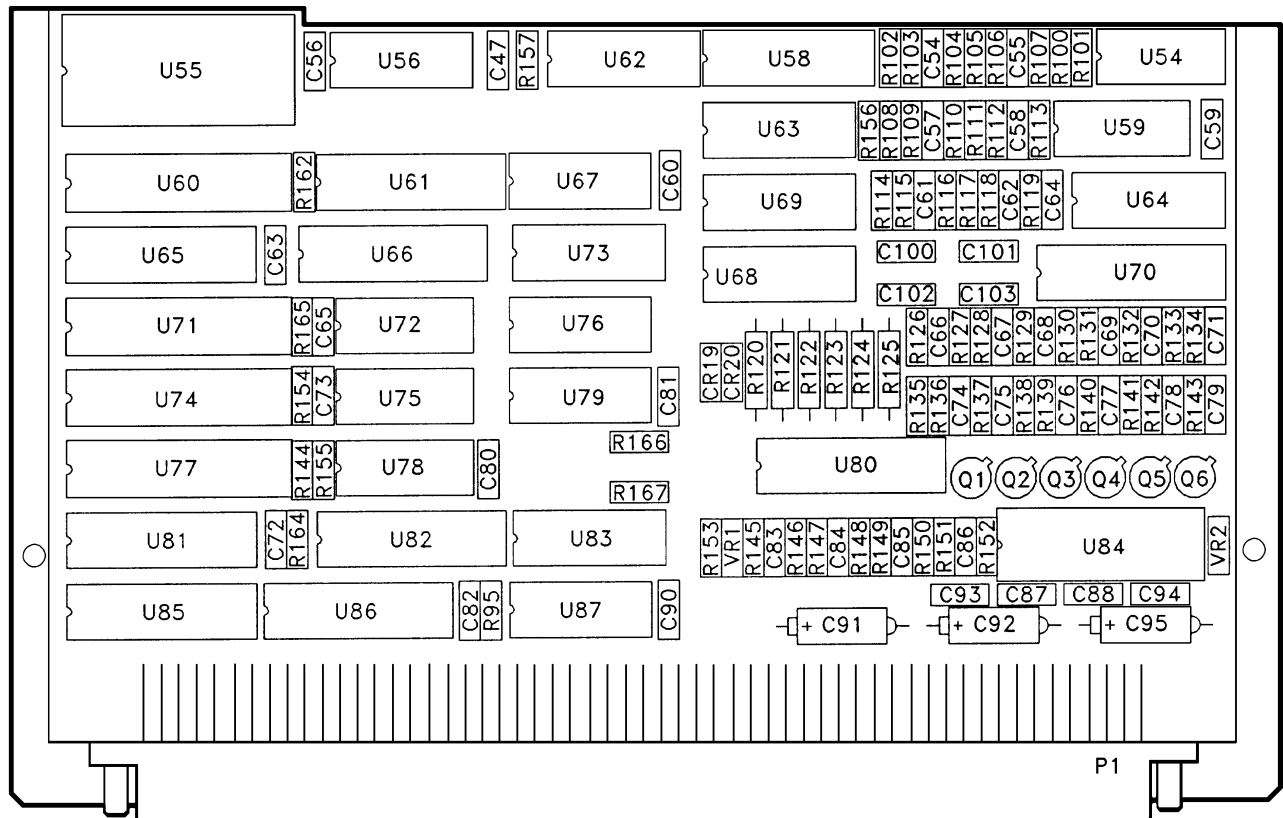 U55 C56 U56 C47 R157 U62 U58 R102 R103 C54 R104 R105 R106 C55 R107 R100 R101 U54
U63 R156 R108 R109 C57 R110 R111 R112 C58 R113 U59 C59
U60 R162 U61 U67 C60 U69 R114 R115 C61 R116 R117 R118 C62 R119 C64 U64
U65 C63 U66 U73 U68 C100 C101 U70
C102 C103
U71 R165 C65 U72 U76 R126 C66 R127 R128 C67 R129 C68 R130 R131 C69 R132 C70 R133 R134 C71
CR19 CR20 R120 R121 R122 R123 R124 R125
U74 R154 C73 U75 U79 C81 R135 R136 C74 R137 C75 R138 R139 C76 R140 C77 R141 R142 C78 R143 C79
R166
U77 R144 R155 U78 C80 U80 Q1 Q2 Q3 Q4 Q5 Q6
R167
U81 C72 R164 U82 U83 R153 VR1 R145 C83 R146 R147 C84 R148 R149 C85 R150 R151 C86 R152 U84 VR2
C93 C87 C88 C94
U85 U86 C82 R95 U87 C90 + C91 + C92 + C95
P1